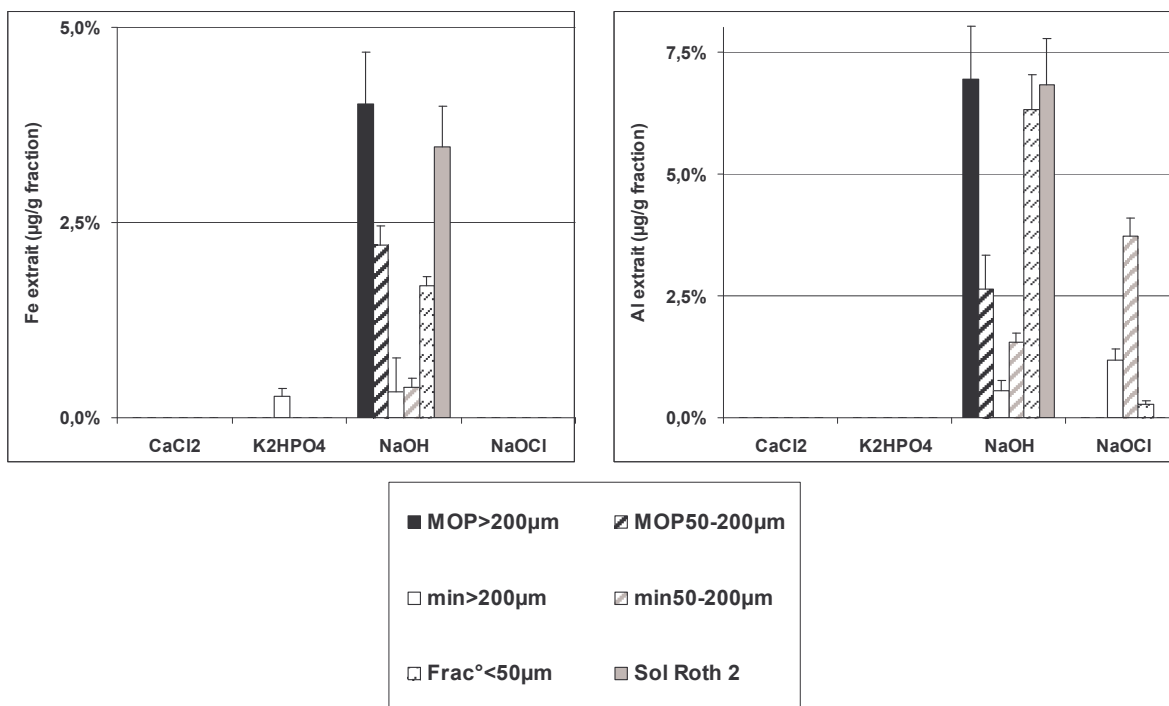 5,0%
2,5%
0,0%
Fe extrait (µg/g fraction)
CaCl2 K2HPO4 NaOH NaOCl
7,5%
5,0%
2,5%
0,0%
Al extrait (µg/g fraction)
CaCl2 K2HPO4 NaOH NaOCl
MOP>200µm MOP50-200µm
min>200µm min50-200µm
Frac°<50µm Sol Roth 2